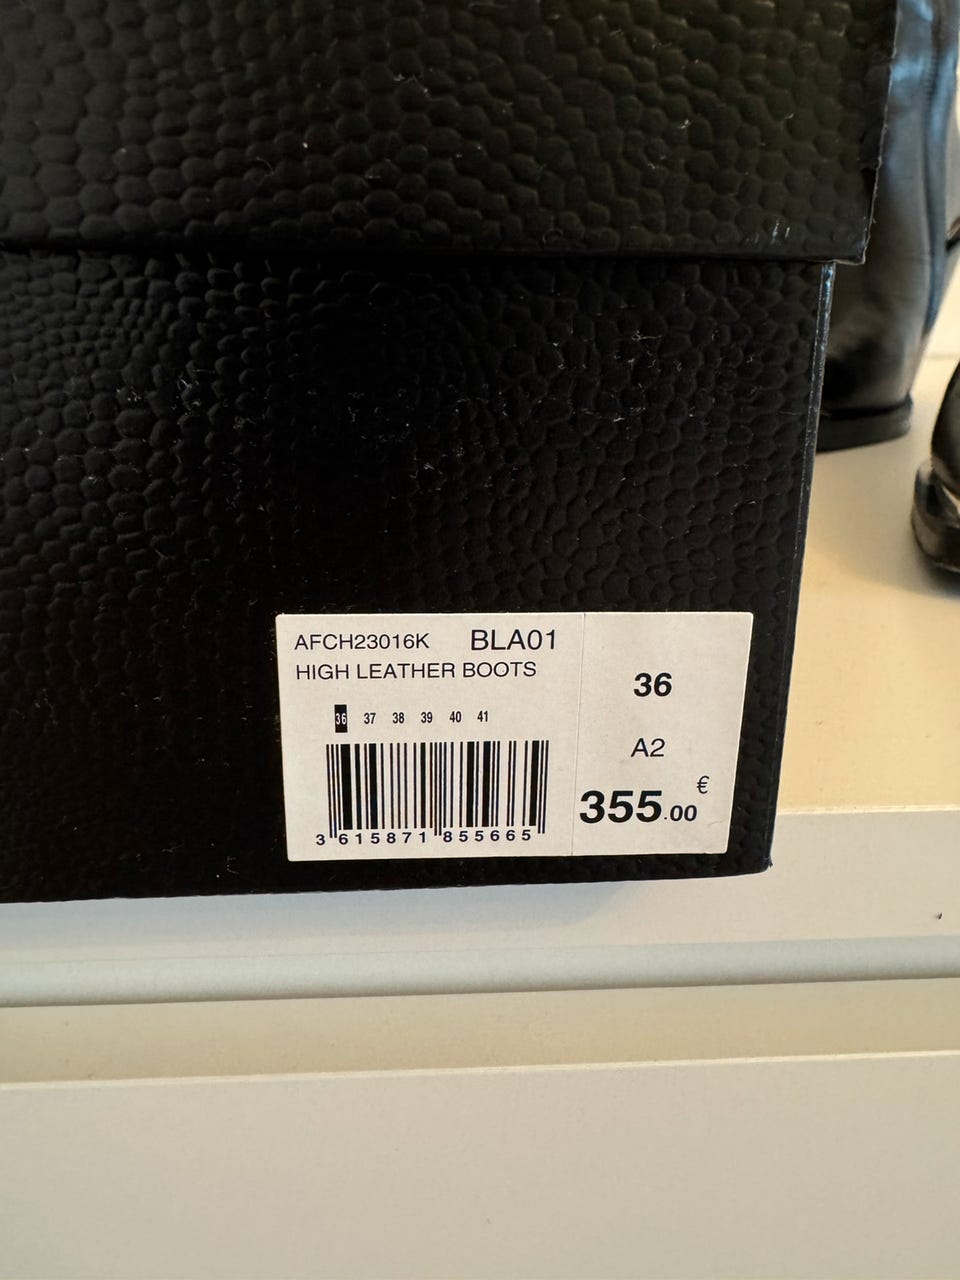 AFCH23016K BLA01
HIGH LEATHER BOOTS
36 37 38 39 40 41
3 615871 855665
36
A2
355.00 €